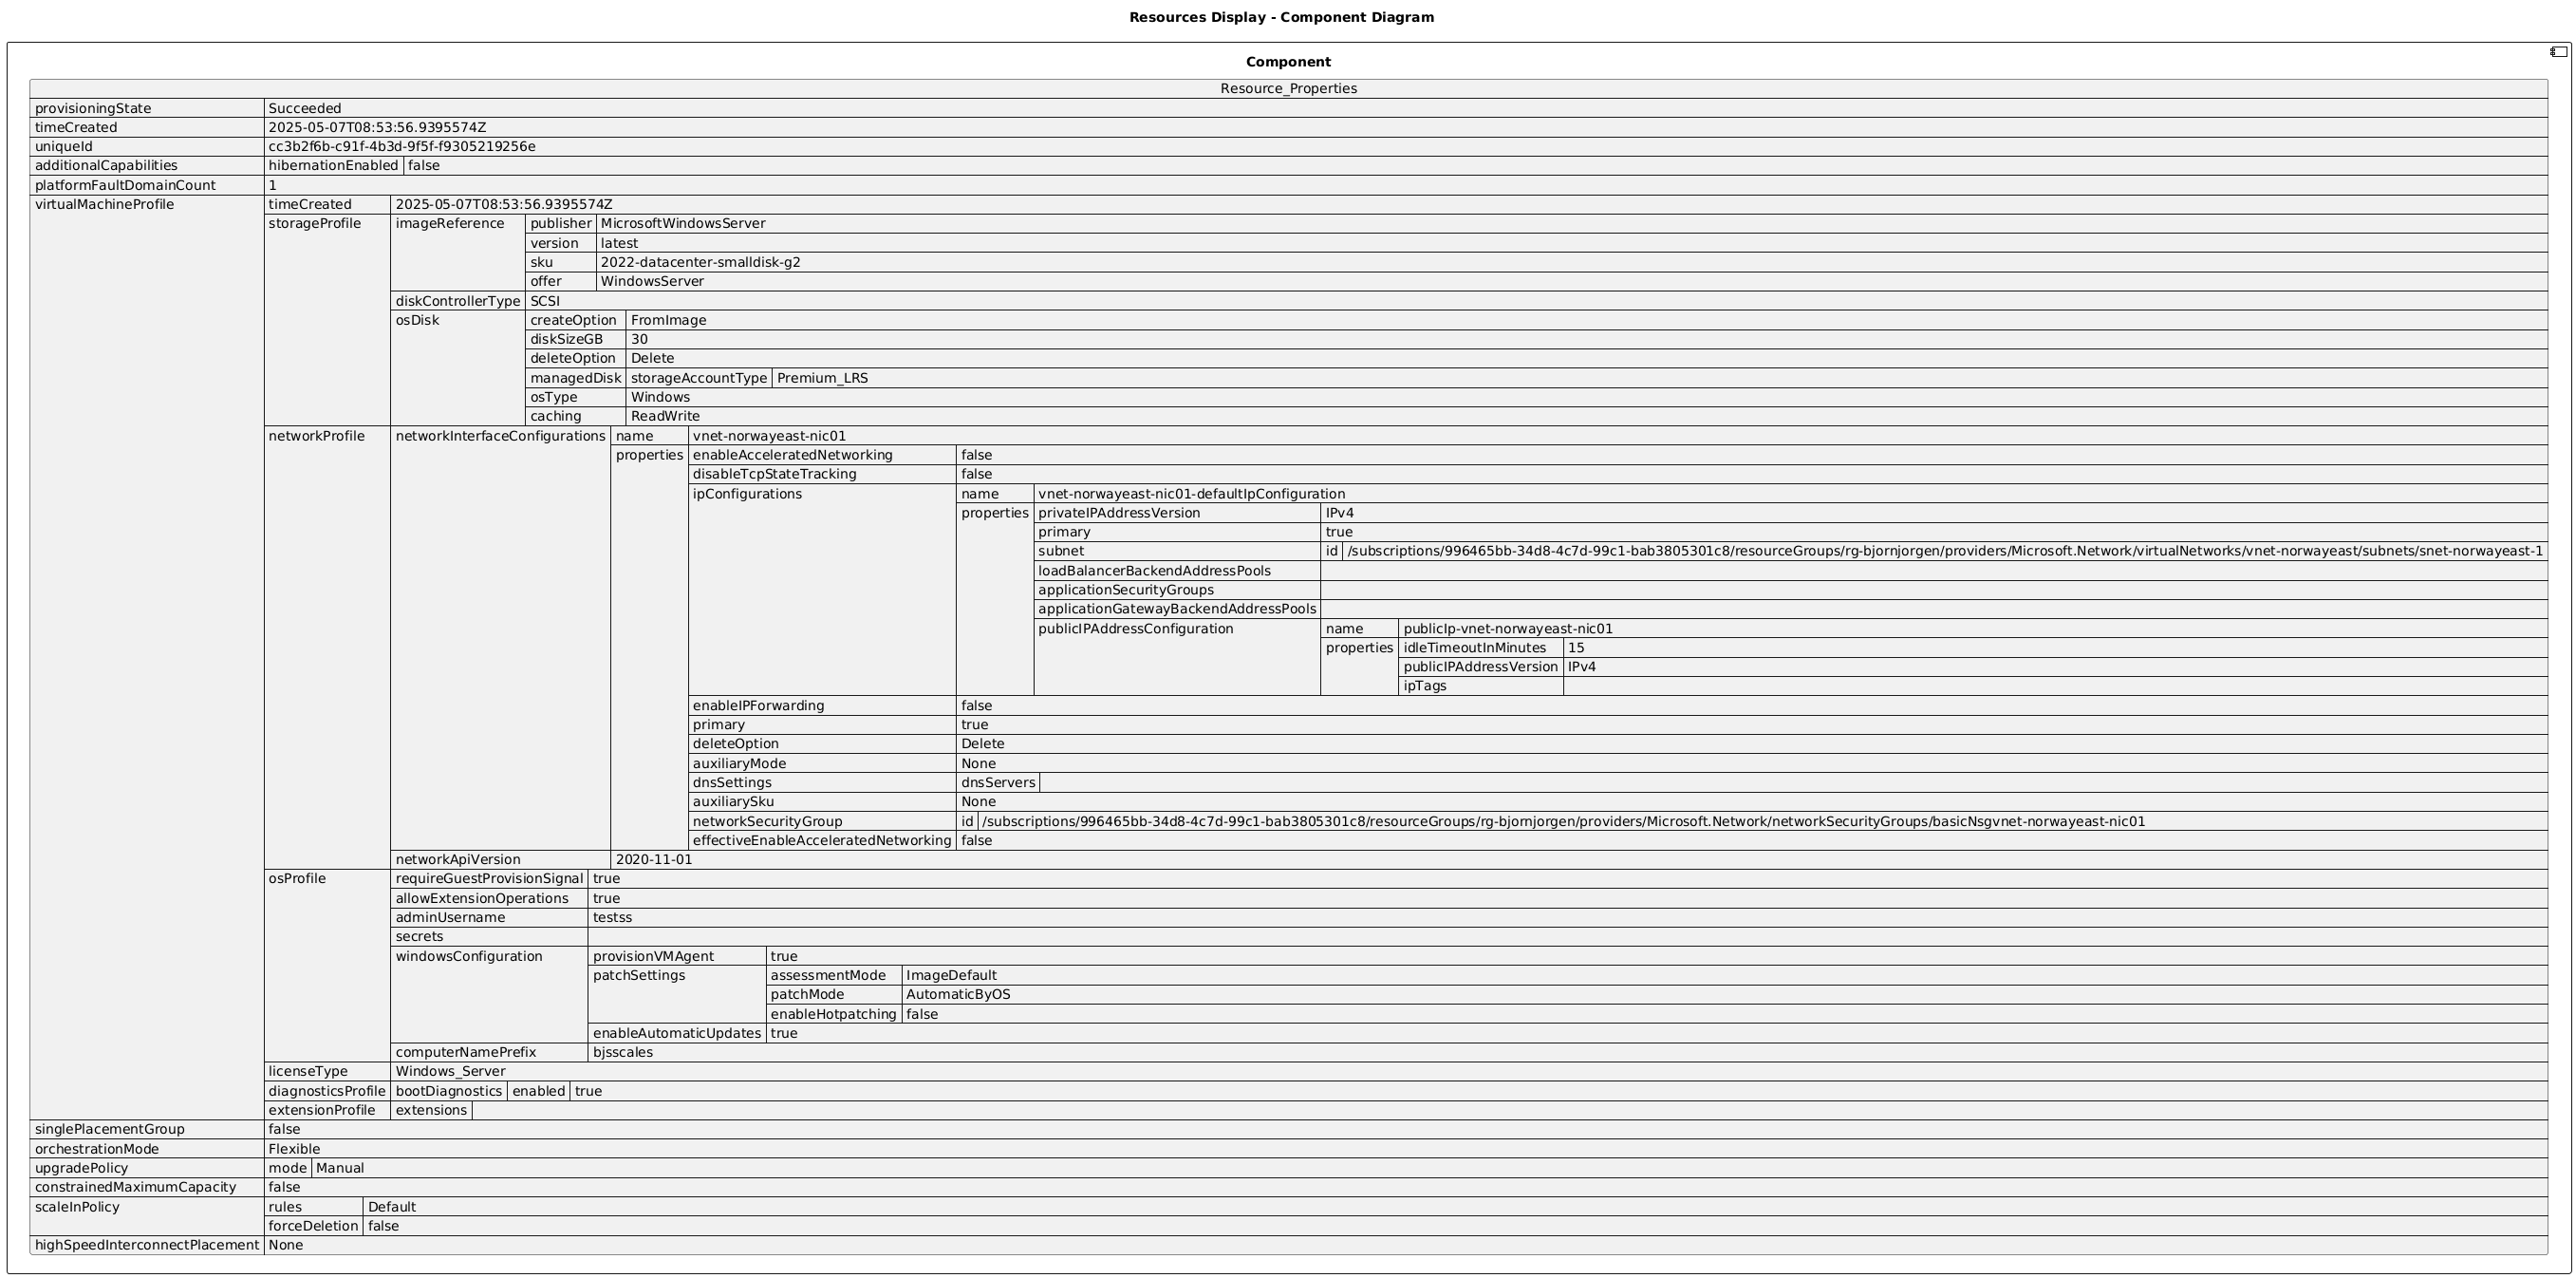 Resources Display - Component Diagram
Component
Resource_Properties
provisioningState Succeeded
timeCreated 2025-05-07T08:53:56.9395574Z
uniqueId cc3b2f6b-c91f-4b3d-9f5f-f9305219256e
additionalCapabilities hibernationEnabled false
platformFaultDomainCount 1
virtualMachineProfile timeCreated 2025-05-07T08:53:56.9395574Z
storageProfile imageReference publisher MicrosoftWindowsServer
version latest
sku 2022-datacenter-smalldisk-g2
offer WindowsServer
diskControllerType SCSI
osDisk createOption FromImage
diskSizeGB 30
deleteOption Delete
managedDisk storageAccountType Premium_LRS
osType Windows
caching ReadWrite
networkProfile networkInterfaceConfigurations name vnet-norwayeast-nic01
properties enableAcceleratedNetworking false
disableTcpStateTracking false
ipConfigurations name vnet-norwayeast-nic01-defaultIpConfiguration
properties privateIPAddressVersion IPv4
primary true
subnet id /subscriptions/996465bb-34d8-4c7d-99c1-bab3805301c8/resourceGroups/rg-bjornjorgen/providers/Microsoft.Network/virtualNetworks/vnet-norwayeast/subnets/snet-norwayeast-1
loadBalancerBackendAddressPools
applicationSecurityGroups
applicationGatewayBackendAddressPools
publicIPAddressConfiguration name publicIp-vnet-norwayeast-nic01
properties idleTimeoutInMinutes 15
publicIPAddressVersion IPv4
ipTags
enableIPForwarding false
primary true
deleteOption Delete
auxiliaryMode None
dnsSettings dnsServers
auxiliarySku None
networkSecurityGroup id /subscriptions/996465bb-34d8-4c7d-99c1-bab3805301c8/resourceGroups/rg-bjornjorgen/providers/Microsoft.Network/networkSecurityGroups/basicNsgvnet-norwayeast-nic01
effectiveEnableAcceleratedNetworking false
networkApiVersion 2020-11-01
osProfile requireGuestProvisionSignal true
allowExtensionOperations true
adminUsername testss
secrets
windowsConfiguration provisionVMAgent true
patchSettings assessmentMode ImageDefault
patchMode AutomaticByOS
enableHotpatching false
enableAutomaticUpdates true
computerNamePrefix bjsscales
licenseType Windows_Server
diagnosticsProfile bootDiagnostics enabled true
extensionProfile extensions
singlePlacementGroup false
orchestrationMode Flexible
upgradePolicy mode Manual
constrainedMaximumCapacity false
scaleInPolicy rules Default
forceDeletion false
highSpeedInterconnectPlacement None